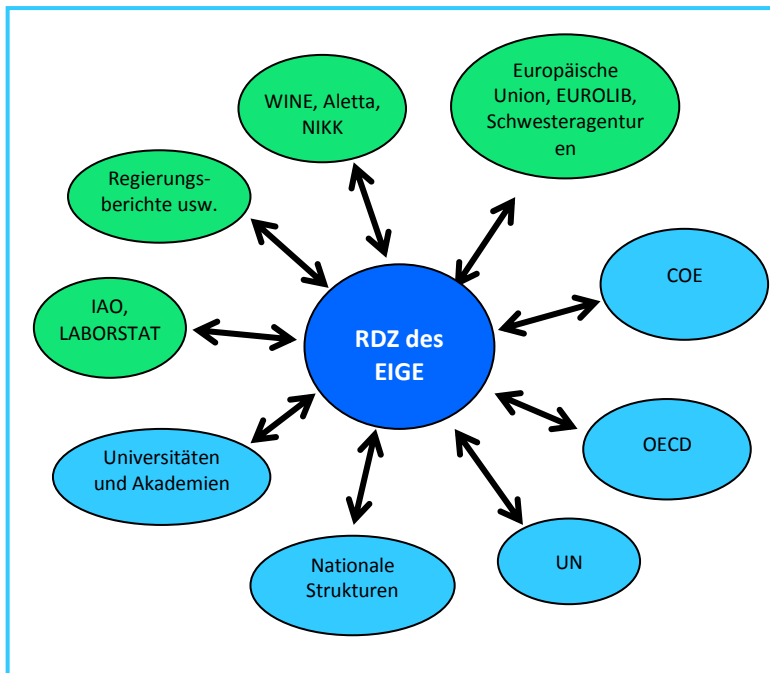 WINE, Aletta,
NIKK
Europäische
Union, EUROLIB,
Schwesteragentur
en
Regierungs-
berichte usw.
COE
IAO,
LABORSTAT
RDZ des
EIGE
OECD
Universitäten
und Akademien
UN
Nationale
Strukturen